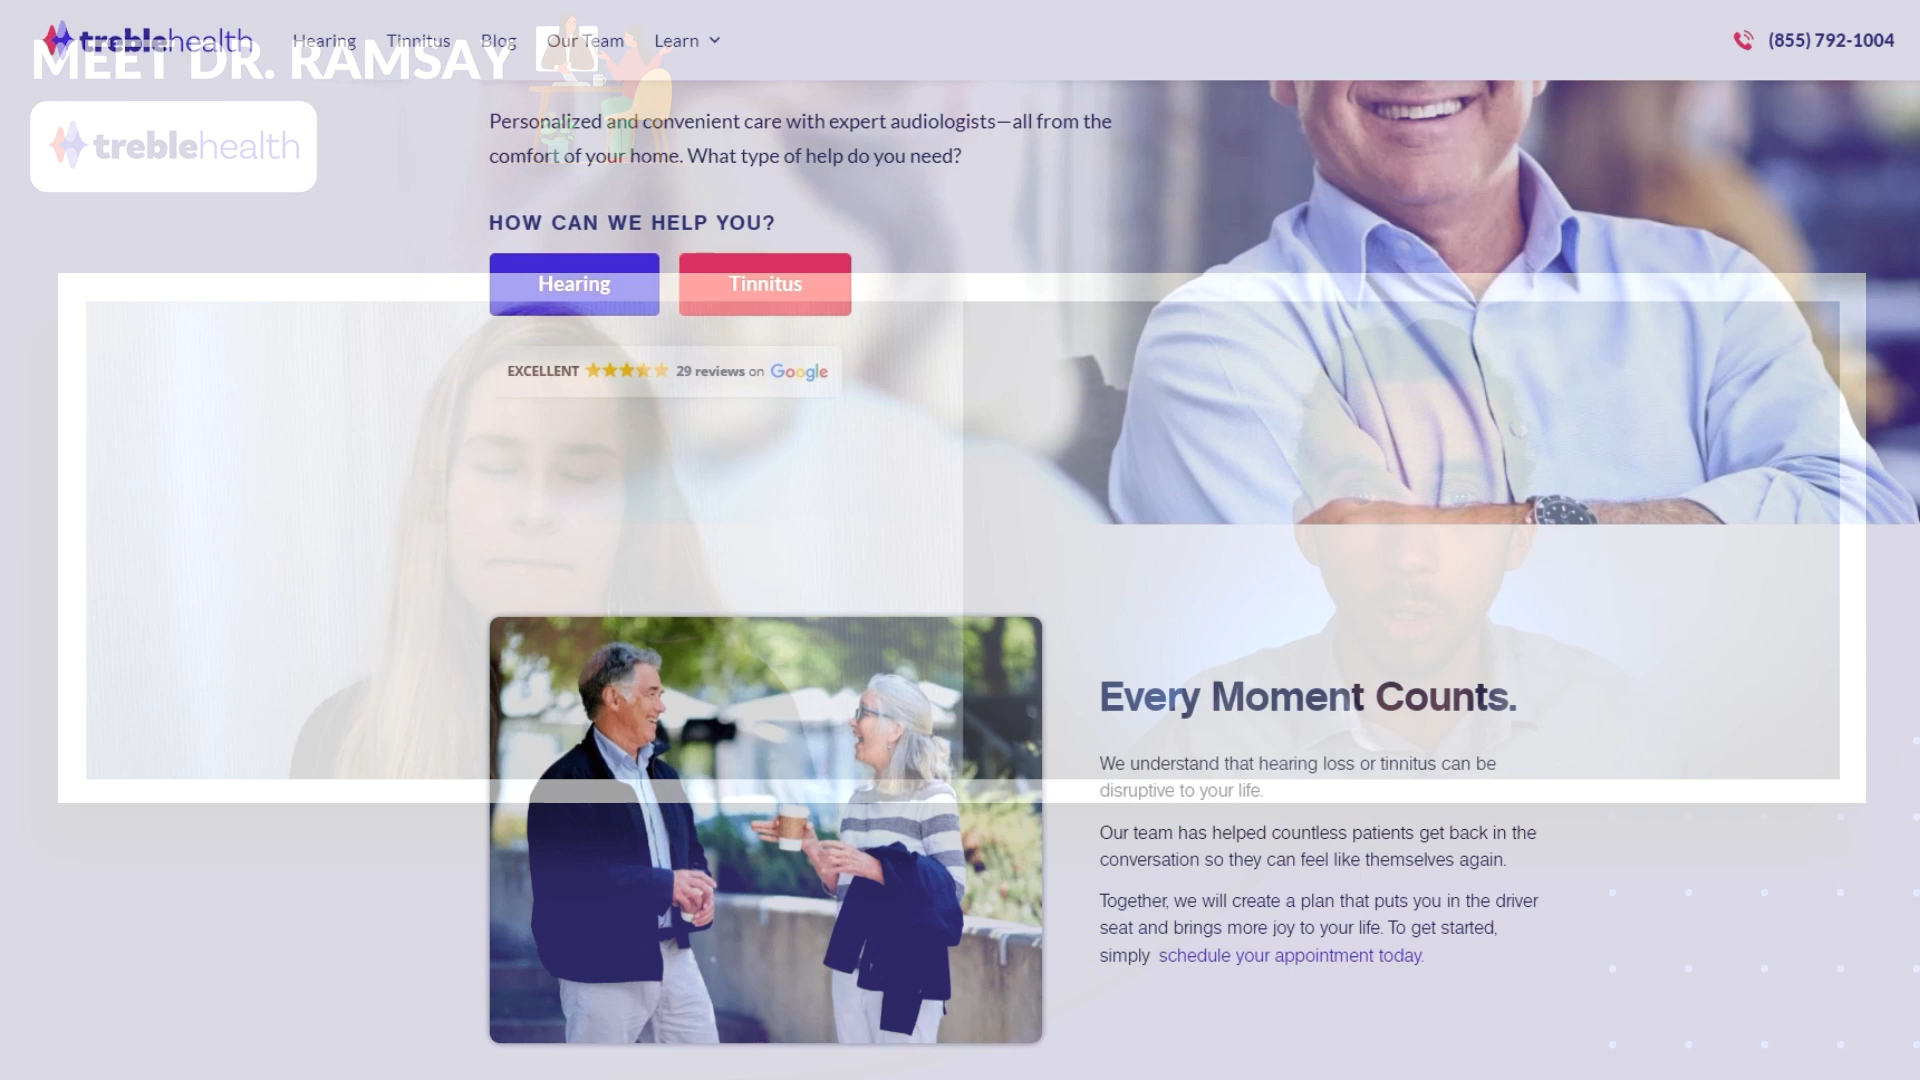 treblehealth
Hearing Tinnitus Blog Our Team Learn
(855) 792-1004
MEET DR. RAMSAY
treblehealth
Personalized and convenient care with expert audiologists—all from the
comfort of your home. What type of help do you need?
HOW CAN WE HELP YOU?
Hearing Tinnitus
EXCELLENT 29 reviews on Google
Every Moment Counts.
We understand that hearing loss or tinnitus can be
disruptive to your life.
Our team has helped countless patients get back in the
conversation so they can feel like themselves again.
Together, we will create a plan that puts you in the driver
seat and brings more joy to your life. To get started,
simply schedule your appointment today.